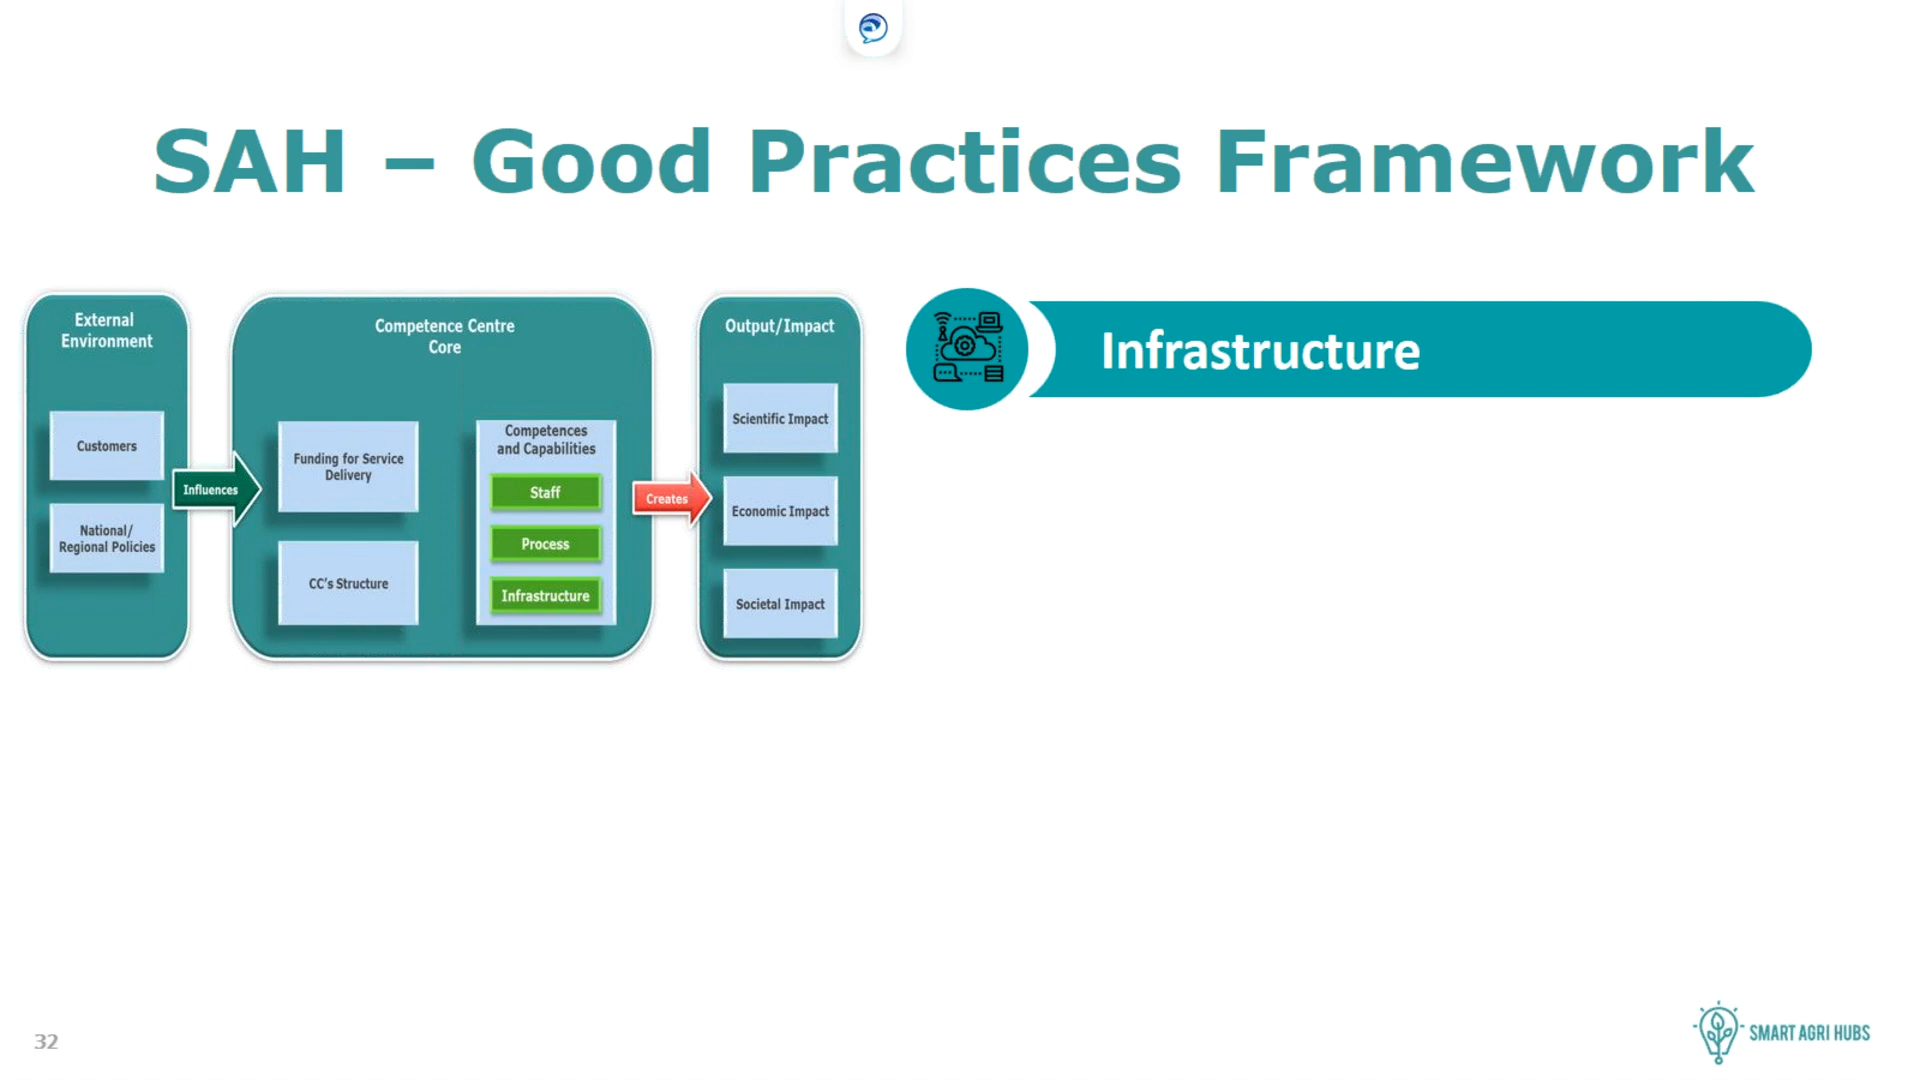 SAH – Good Practices Framework
External
Environment
Customers
National/
Regional Policies
Influences
Competence Centre
Core
Funding for Service
Delivery
CC's Structure
Competences
and Capabilities
Staff
Process
Infrastructure
Creates
Output/Impact
Scientific Impact
Economic Impact
Societal Impact
Infrastructure
32
SMART AGRI HUBS